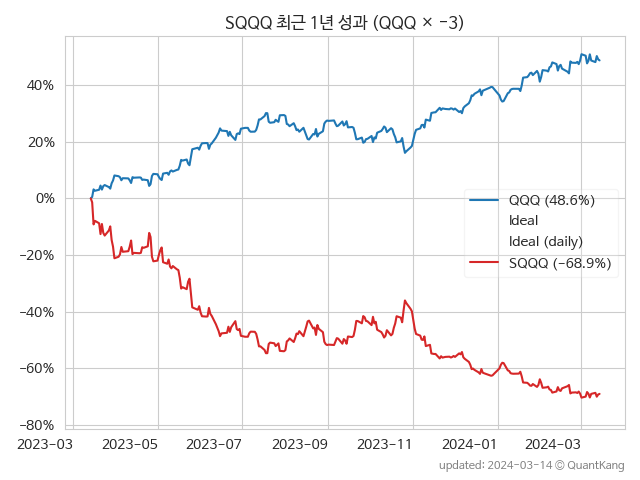 SQQQ 최근 1년 성과 (QQQ × −3)
40%
20%
0%
−20%
−40%
−60%
−80%
QQQ (48.6%)
Ideal
Ideal (daily)
SQQQ (−68.9%)
2023-03 2023-05 2023-07 2023-09 2023-11 2024-01 2024-03
updated: 2024-03-14 © QuantKang